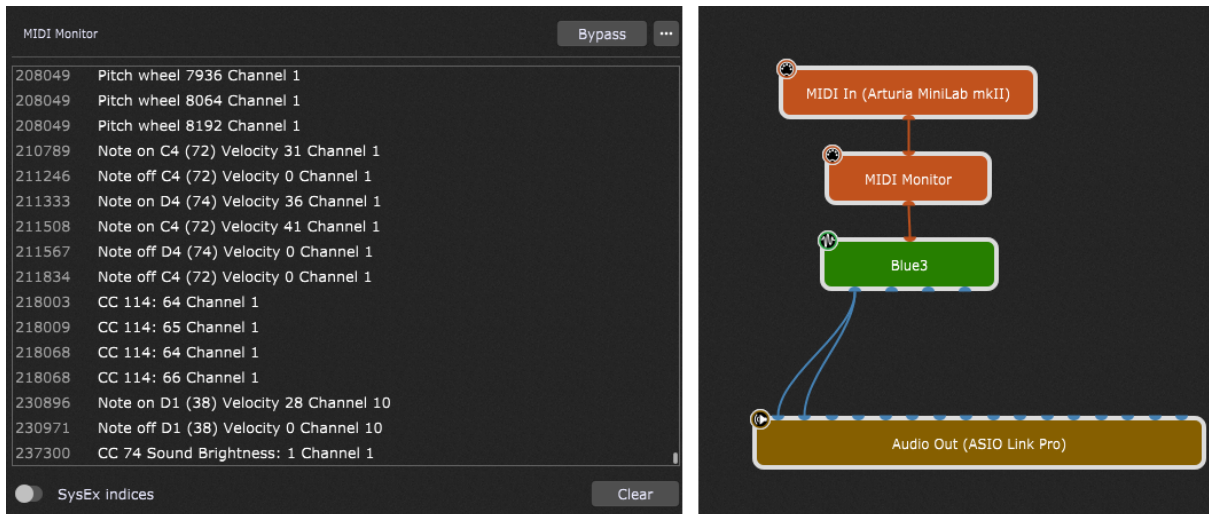 MIDI Monitor
Bypass
...
208049 Pitch wheel 7936 Channel 1
208049 Pitch wheel 8064 Channel 1
208049 Pitch wheel 8192 Channel 1
210789 Note on C4 (72) Velocity 31 Channel 1
211246 Note off C4 (72) Velocity 0 Channel 1
211333 Note on D4 (74) Velocity 36 Channel 1
211508 Note on C4 (72) Velocity 41 Channel 1
211567 Note off D4 (74) Velocity 0 Channel 1
211834 Note off C4 (72) Velocity 0 Channel 1
218003 CC 114: 64 Channel 1
218009 CC 114: 65 Channel 1
218068 CC 114: 64 Channel 1
218068 CC 114: 66 Channel 1
230896 Note on D1 (38) Velocity 28 Channel 10
230971 Note off D1 (38) Velocity 0 Channel 10
237300 CC 74 Sound Brightness: 1 Channel 1
SysEx indices
Clear
MIDI In (Arturia MiniLab mkII)
MIDI Monitor
Blue3
Audio Out (ASIO Link Pro)